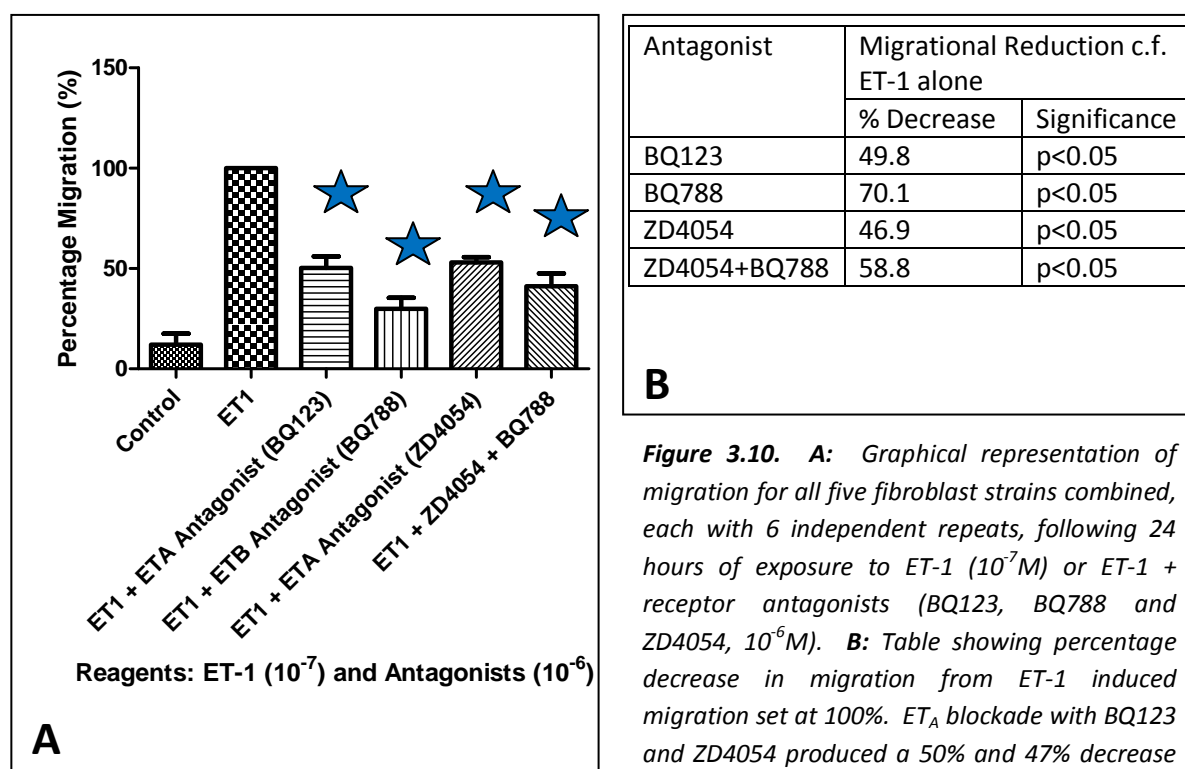 150
100
50
0
Percentage Migration (%)
Control
ET1
ET1 + ETA Antagonist (BQ123)
ET1 + ETB Antagonist (BQ788)
ET1 + ETA Antagonist (ZD4054)
ET1 + ZD4054 + BQ788
Reagents: ET-1 (10⁻⁷) and Antagonists (10⁻⁶)
A
Antagonist
Migrational Reduction c.f.
ET-1 alone
% Decrease Significance
BQ123 49.8 p<0.05
BQ788 70.1 p<0.05
ZD4054 46.9 p<0.05
ZD4054+BQ788 58.8 p<0.05
B
Figure 3.10. A: Graphical representation of
migration for all five fibroblast strains combined,
each with 6 independent repeats, following 24
hours of exposure to ET-1 (10⁻⁷M) or ET-1 +
receptor antagonists (BQ123, BQ788 and
ZD4054, 10⁻⁶M). B: Table showing percentage
decrease in migration from ET-1 induced
migration set at 100%. ETA blockade with BQ123
and ZD4054 produced a 50% and 47% decrease